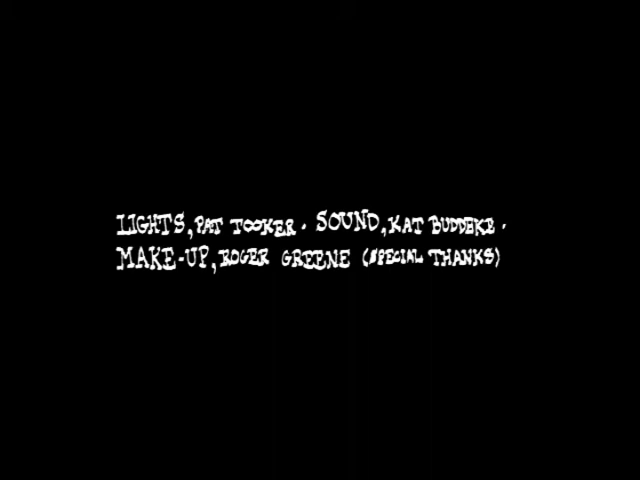 LIGHTS, PAT TOOKER · SOUND, KAT BUDDEKE ·
MAKE-UP, ROGER GREENE (SPECIAL THANKS)